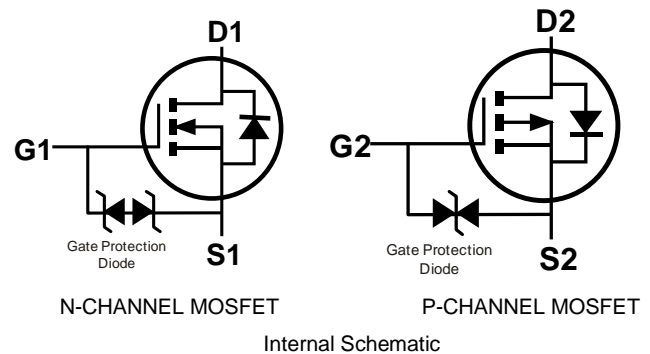 D1
D2
G1
G2
Gate Protection
Diode
S1
Gate Protection
Diode
S2
N-CHANNEL MOSFET
P-CHANNEL MOSFET
Internal Schematic